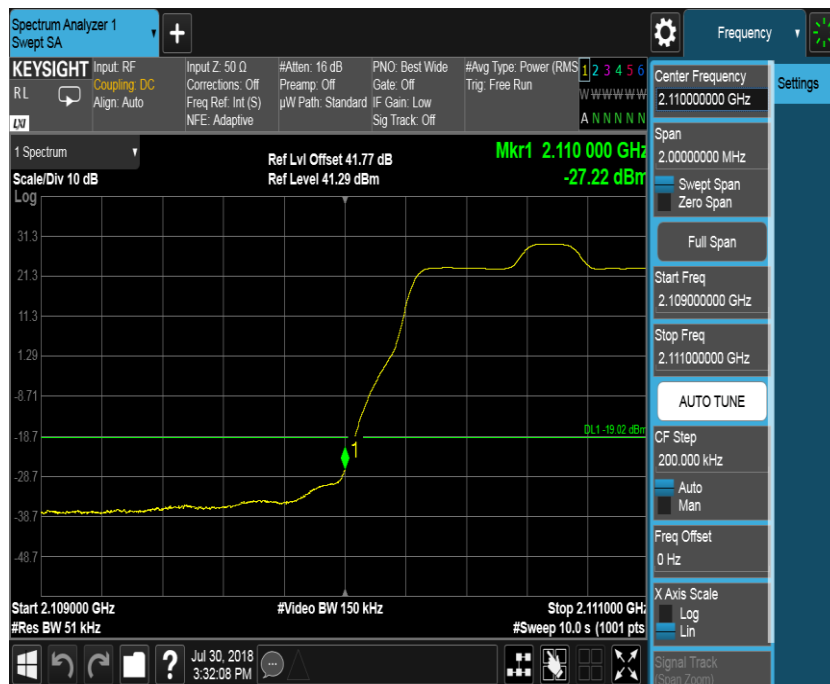 Spectrum Analyzer 1
Swept SA
Frequency
KEYSIGHT
RL
LXI
Input: RF
Coupling: DC
Align: Auto
Input Z: 50 Ω
Corrections: Off
Freq Ref: Int (S)
NFE: Adaptive
#Atten: 16 dB
Preamp: Off
µW Path: Standard
PNO: Best Wide
Gate: Off
IF Gain: Low
Sig Track: Off
#Avg Type: Power (RMS
Trig: Free Run
1 2 3 4 5 6
W W W W W W
A N N N N N
Center Frequency
2.110000000 GHz
Settings
Span
2.00000000 MHz
Swept Span
Zero Span
Full Span
Start Freq
2.109000000 GHz
Stop Freq
2.111000000 GHz
AUTO TUNE
CF Step
200.000 kHz
Auto
Man
Freq Offset
0 Hz
X Axis Scale
Log
Lin
Signal Track
(Span Zoom)
1 Spectrum
Scale/Div 10 dB
Ref Lvl Offset 41.77 dB
Ref Level 41.29 dBm
Mkr1 2.110 000 GHz
-27.22 dBm
Log
31.3
21.3
11.3
1.29
-8.71
-18.7
-28.7
-38.7
-48.7
DL1 -19.02 dBm
1
Start 2.109000 GHz
#Video BW 150 kHz
Stop 2.111000 GHz
#Res BW 51 kHz
#Sweep 10.0 s (1001 pts
?
Jul 30, 2018
3:32:08 PM